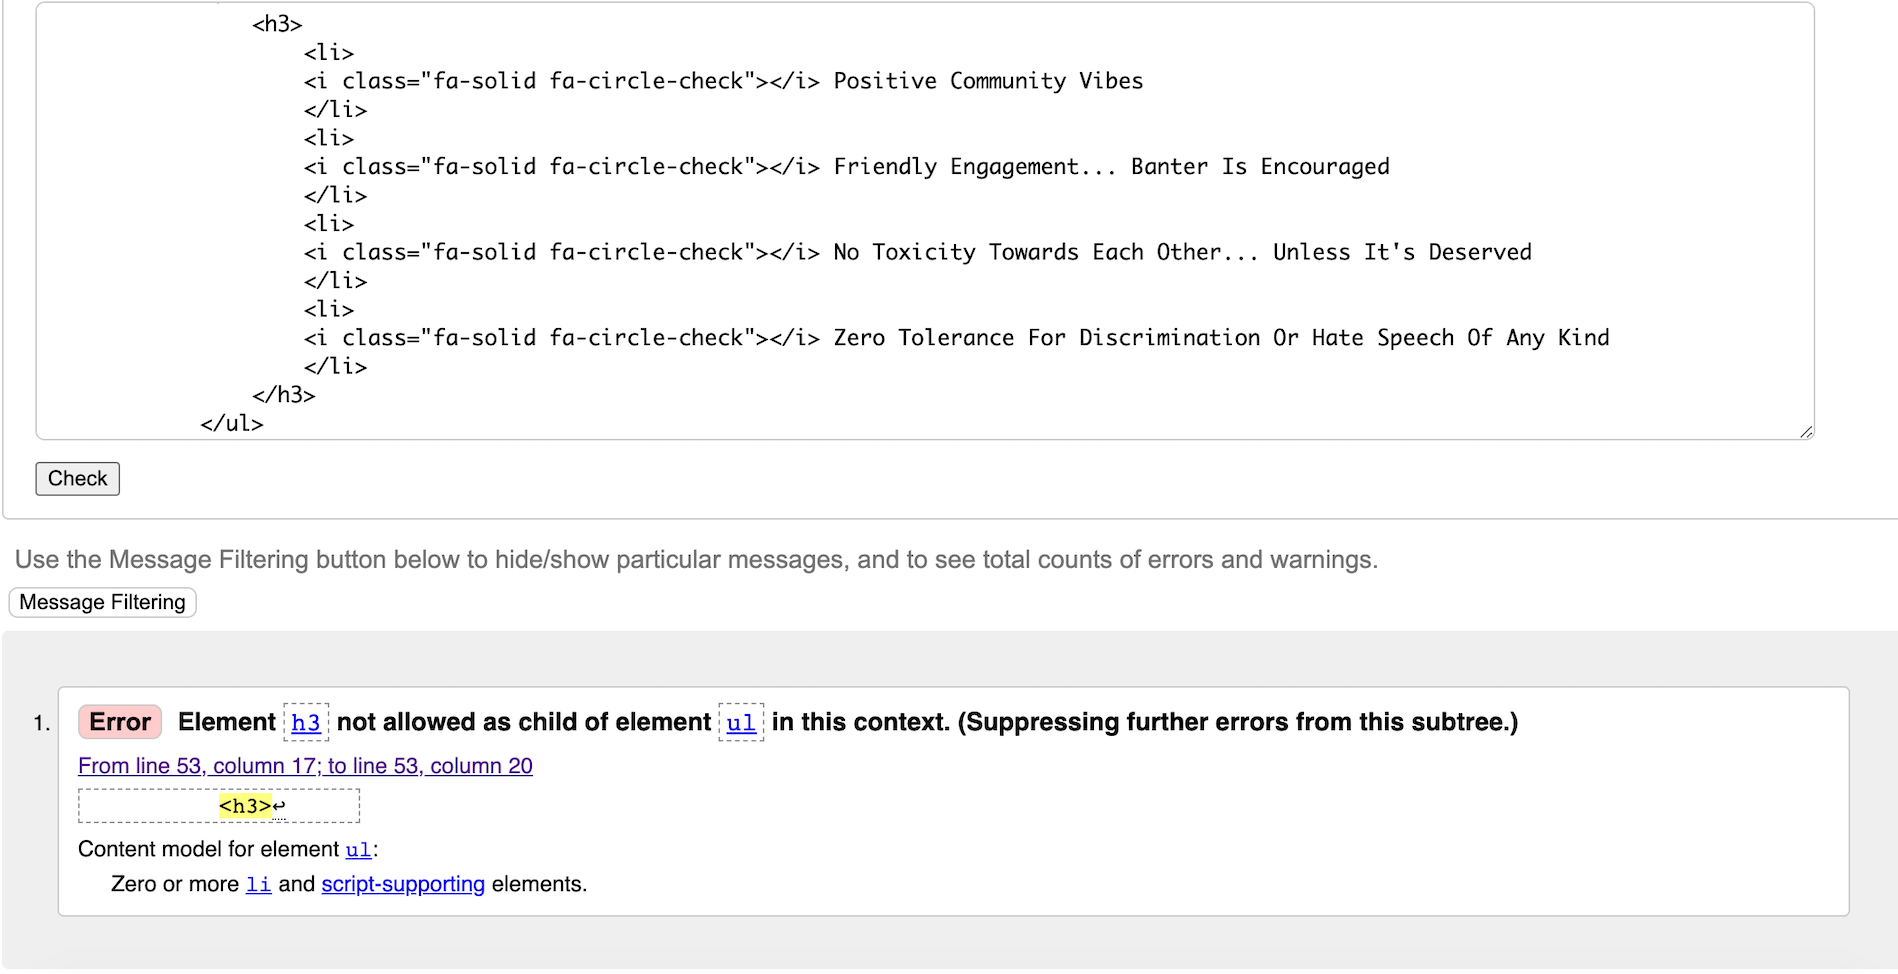 <h3>
<li>
<i class="fa-solid fa-circle-check"></i> Positive Community Vibes
</li>
<li>
<i class="fa-solid fa-circle-check"></i> Friendly Engagement... Banter Is Encouraged
</li>
<li>
<i class="fa-solid fa-circle-check"></i> No Toxicity Towards Each Other... Unless It's Deserved
</li>
<li>
<i class="fa-solid fa-circle-check"></i> Zero Tolerance For Discrimination Or Hate Speech Of Any Kind
</li>
</h3>
</ul>
Check
Use the Message Filtering button below to hide/show particular messages, and to see total counts of errors and warnings.
Message Filtering
1. Error Element h3 not allowed as child of element ul in this context. (Suppressing further errors from this subtree.)
From line 53, column 17; to line 53, column 20
<h3>↩
Content model for element ul:
Zero or more li and script-supporting elements.